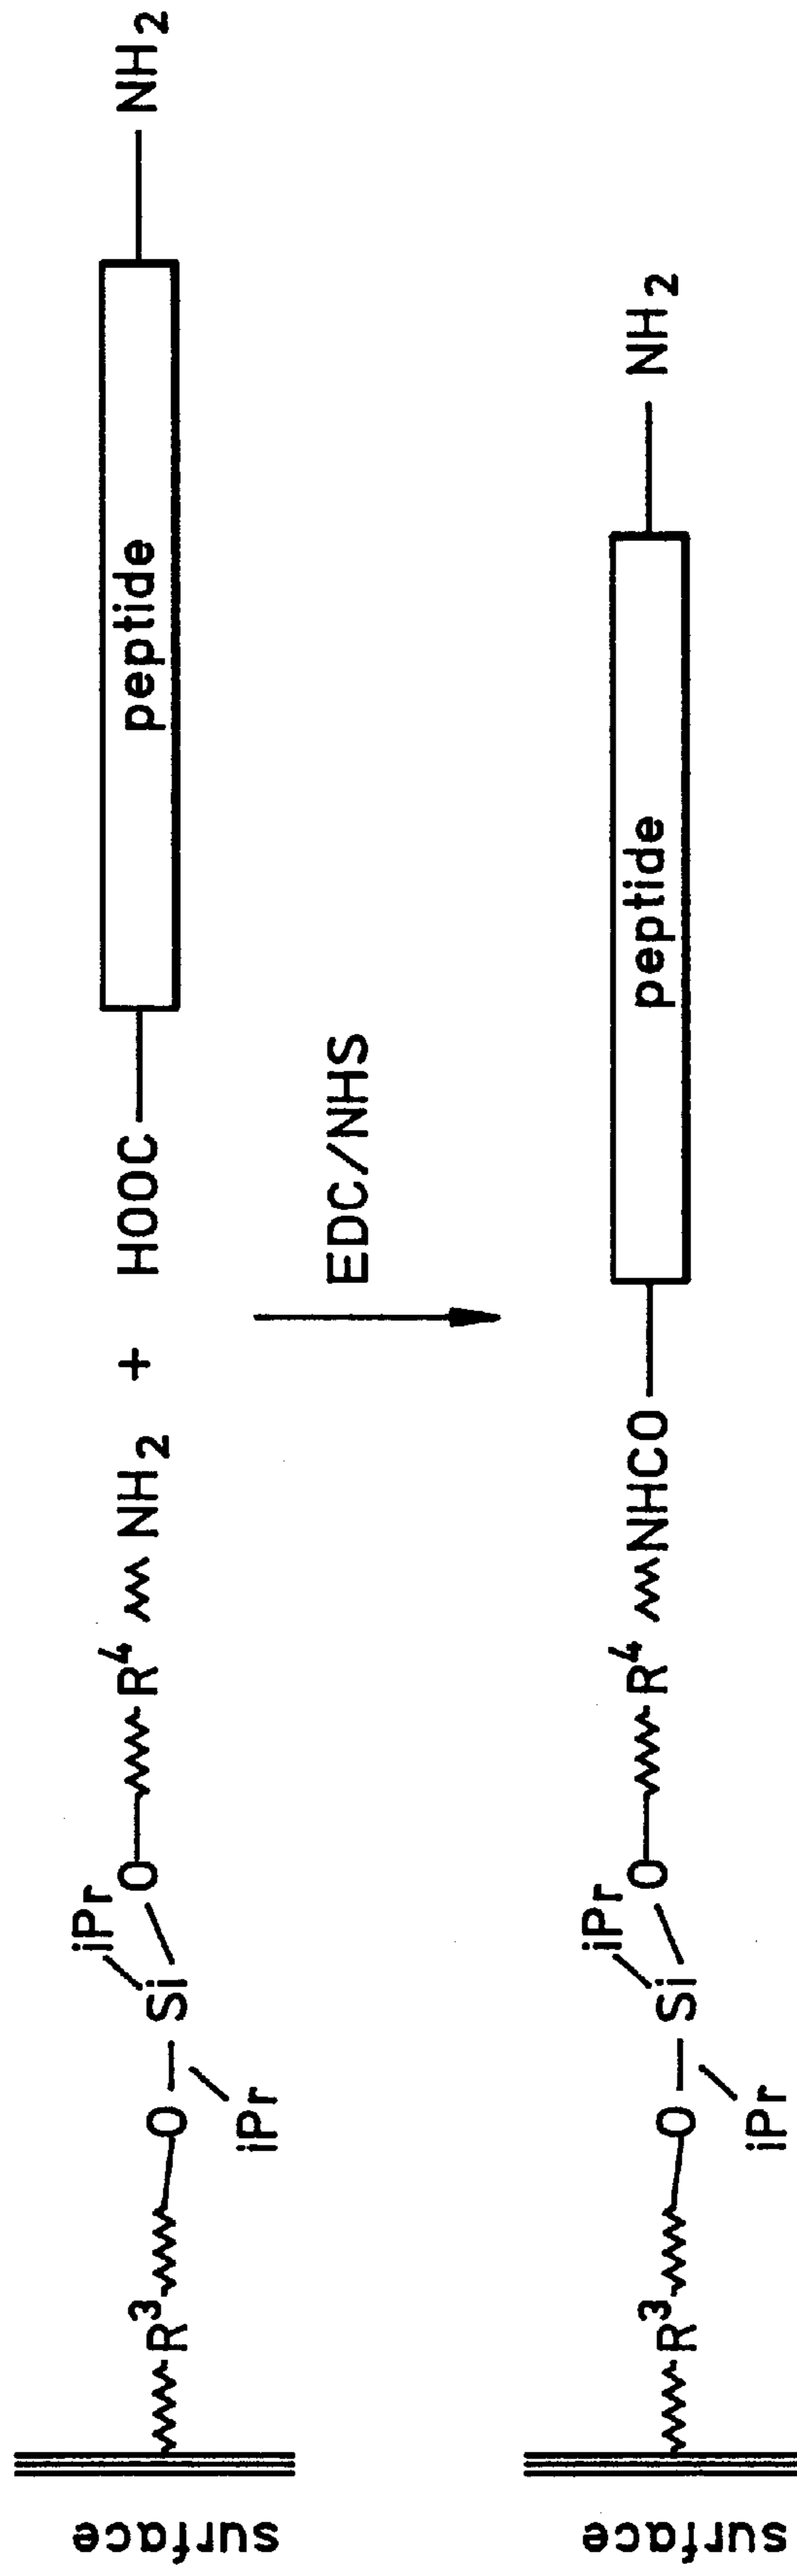 surface
R³
O
Si
iPr
iPr
O
R⁴
NH₂
+
HOOC
peptide
NH₂
EDC/NHS
surface
R³
O
Si
iPr
iPr
O
R⁴
NHCO
peptide
NH₂